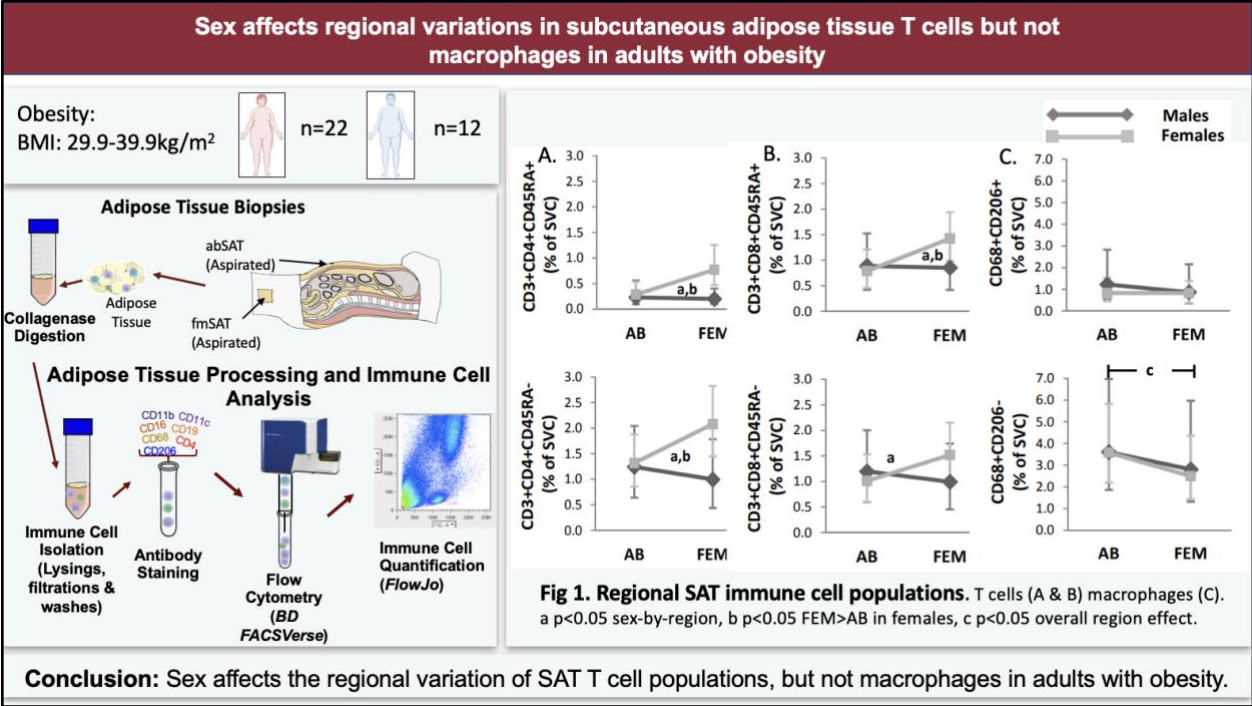 Sex affects regional variations in subcutaneous adipose tissue T cells but not
macrophages in adults with obesity
Obesity:
BMI: 29.9-39.9kg/m²
n=22
n=12
Adipose Tissue Biopsies
abSAT
(Aspirated)
Adipose
Tissue
fmSAT
(Aspirated)
Collagenase
Digestion
Adipose Tissue Processing and Immune Cell
Analysis
CD11b CD11c
CD16 CD19
CD68 CD4
CD206
Immune Cell
Isolation
(Lysings,
filtrations &
washes)
Antibody
Staining
Flow
Cytometry
(BD
FACSVerse)
Immune Cell
Quantification
(FlowJo)
Males
Females
A.
CD3+CD4+CD45RA+
(% of SVC)
3.0
2.5
2.0
1.5
1.0
0.5
0.0
a,b
AB FEM
B.
CD3+CD8+CD45RA+
(% of SVC)
3.0
2.5
2.0
1.5
1.0
0.5
0.0
a,b
AB FEM
C.
CD68+CD206+
(% of SVC)
7.0
6.0
5.0
4.0
3.0
2.0
1.0
0.0
AB FEM
CD3+CD4+CD45RA-
(% of SVC)
3.0
2.5
2.0
1.5
1.0
0.5
0.0
a,b
AB FEM
CD3+CD8+CD45RA-
(% of SVC)
3.0
2.5
2.0
1.5
1.0
0.5
0.0
a
AB FEM
CD68+CD206-
(% of SVC)
7.0
6.0
5.0
4.0
3.0
2.0
1.0
0.0
c
AB FEM
Fig 1. Regional SAT immune cell populations. T cells (A & B) macrophages (C).
a p<0.05 sex-by-region, b p<0.05 FEM>AB in females, c p<0.05 overall region effect.
Conclusion: Sex affects the regional variation of SAT T cell populations, but not macrophages in adults with obesity.